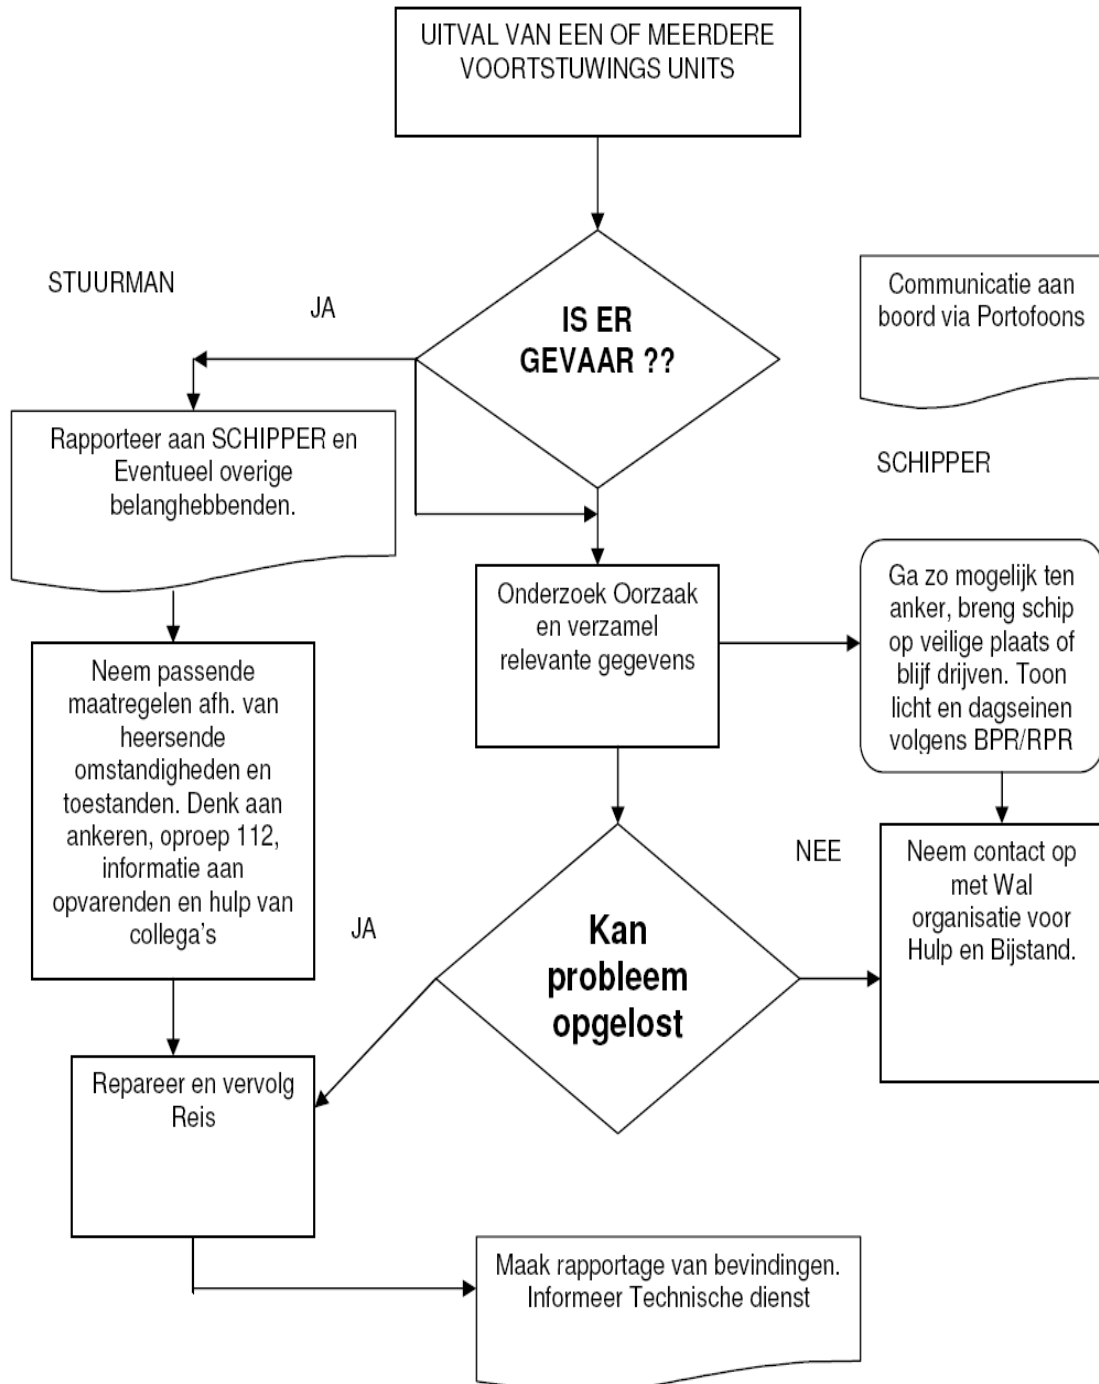 UITVAL VAN EEN OF MEERDERE
VOORTSTUWINGS UNITS
STUURMAN
JA
IS ER
GEVAAR ??
Communicatie aan
boord via Portofoons
Rapporteer aan SCHIPPER en
Eventueel overige
belanghebbenden.
SCHIPPER
Onderzoek Oorzaak
en verzamel
relevante gegevens
Ga zo mogelijk ten
anker, breng schip
op veilige plaats of
blijf drijven. Toon
licht en dagseinen
volgens BPR/RPR
Neem passende
maatregelen afh. van
heersende
omstandigheden en
toestanden. Denk aan
ankeren, oproep 112,
informatie aan
opvarenden en hulp van
collega's
JA
NEE
Kan
probleem
opgelost
Neem contact op
met Wal
organisatie voor
Hulp en Bijstand.
Repareer en vervolg
Reis
Maak rapportage van bevindingen.
Informeer Technische dienst